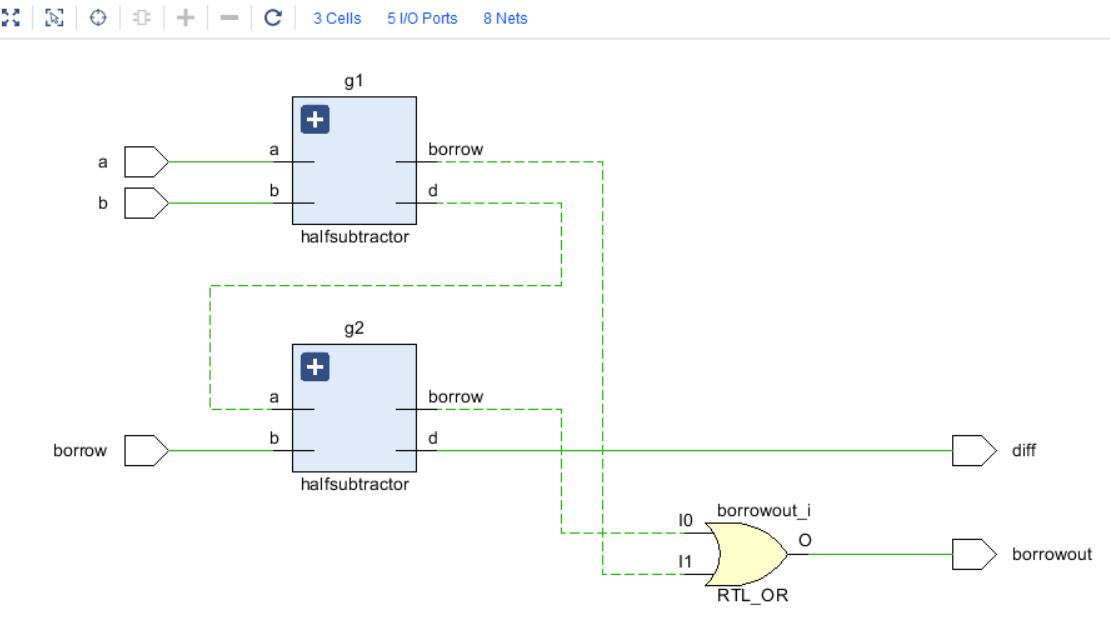 3 Cells 5 I/O Ports 8 Nets
g1
a
a
borrow
b
b
d
halfsubtractor
g2
a
borrow
borrow
b
d
diff
halfsubtractor
borrowout_i
I0
O
borrowout
I1
RTL_OR